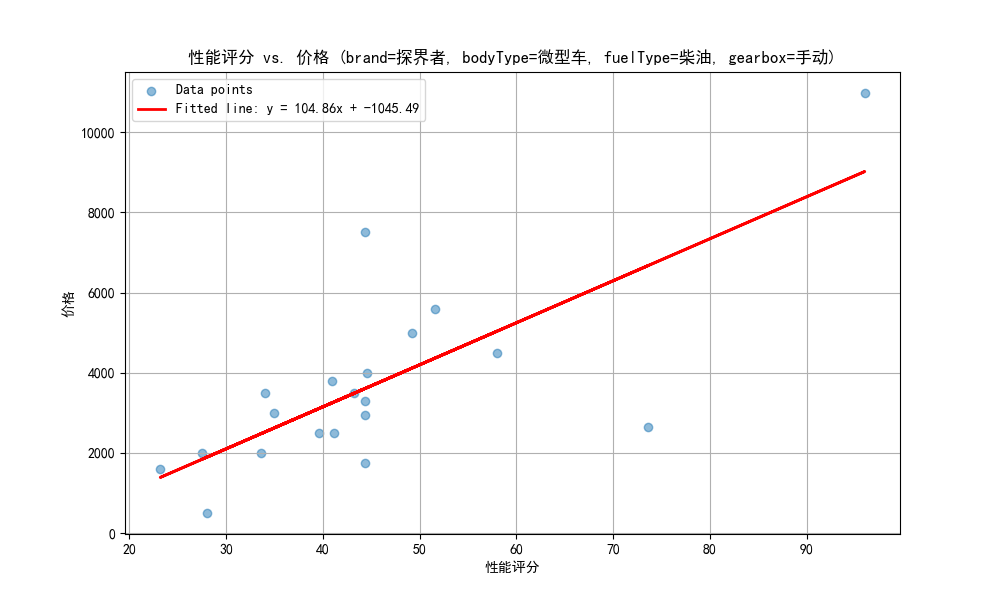 性能评分 vs. 价格 (brand=探界者, bodyType=微型车, fuelType=柴油, gearbox=手动)
Data points
Fitted line: y = 104.86x + -1045.49
价格
10000
8000
6000
4000
2000
0
20 30 40 50 60 70 80 90
性能评分